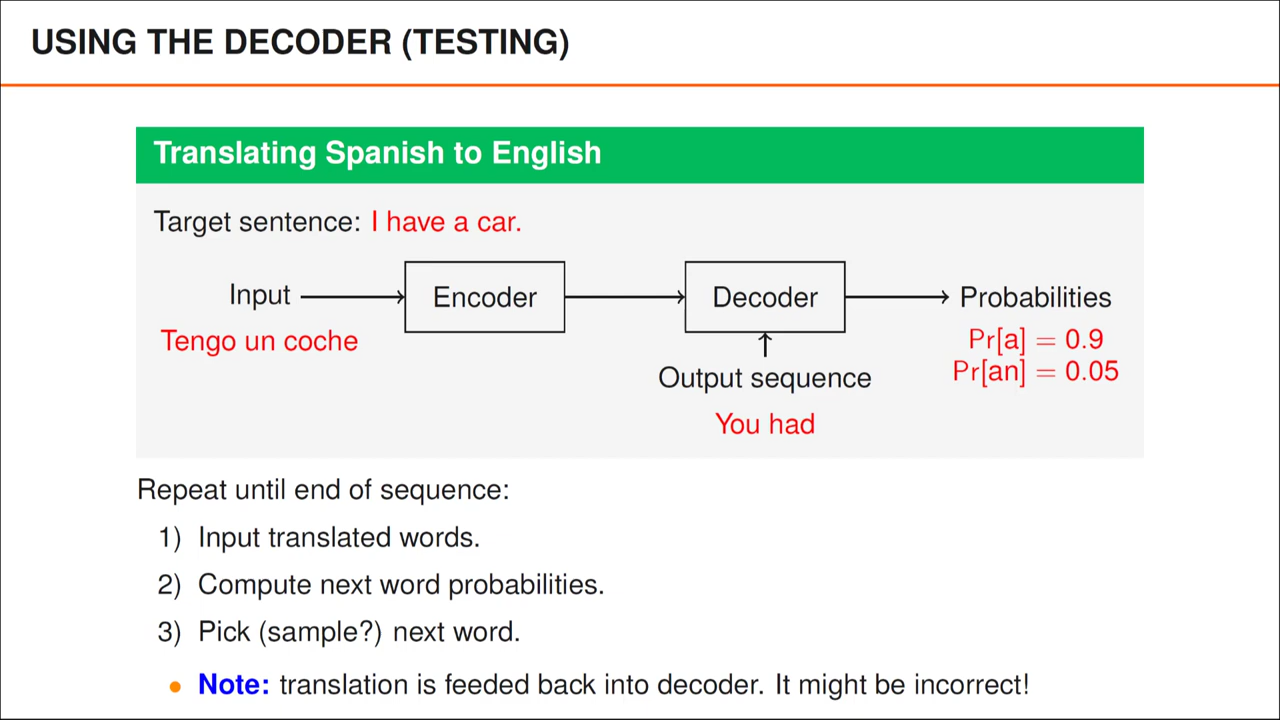 USING THE DECODER (TESTING)
Translating Spanish to English
Target sentence: I have a car.
Input
Encoder
Decoder
Probabilities
Tengo un coche
Pr[a] = 0.9
Pr[an] = 0.05
Output sequence
You had
Repeat until end of sequence:
1) Input translated words.
2) Compute next word probabilities.
3) Pick (sample?) next word.
• Note: translation is feeded back into decoder. It might be incorrect!